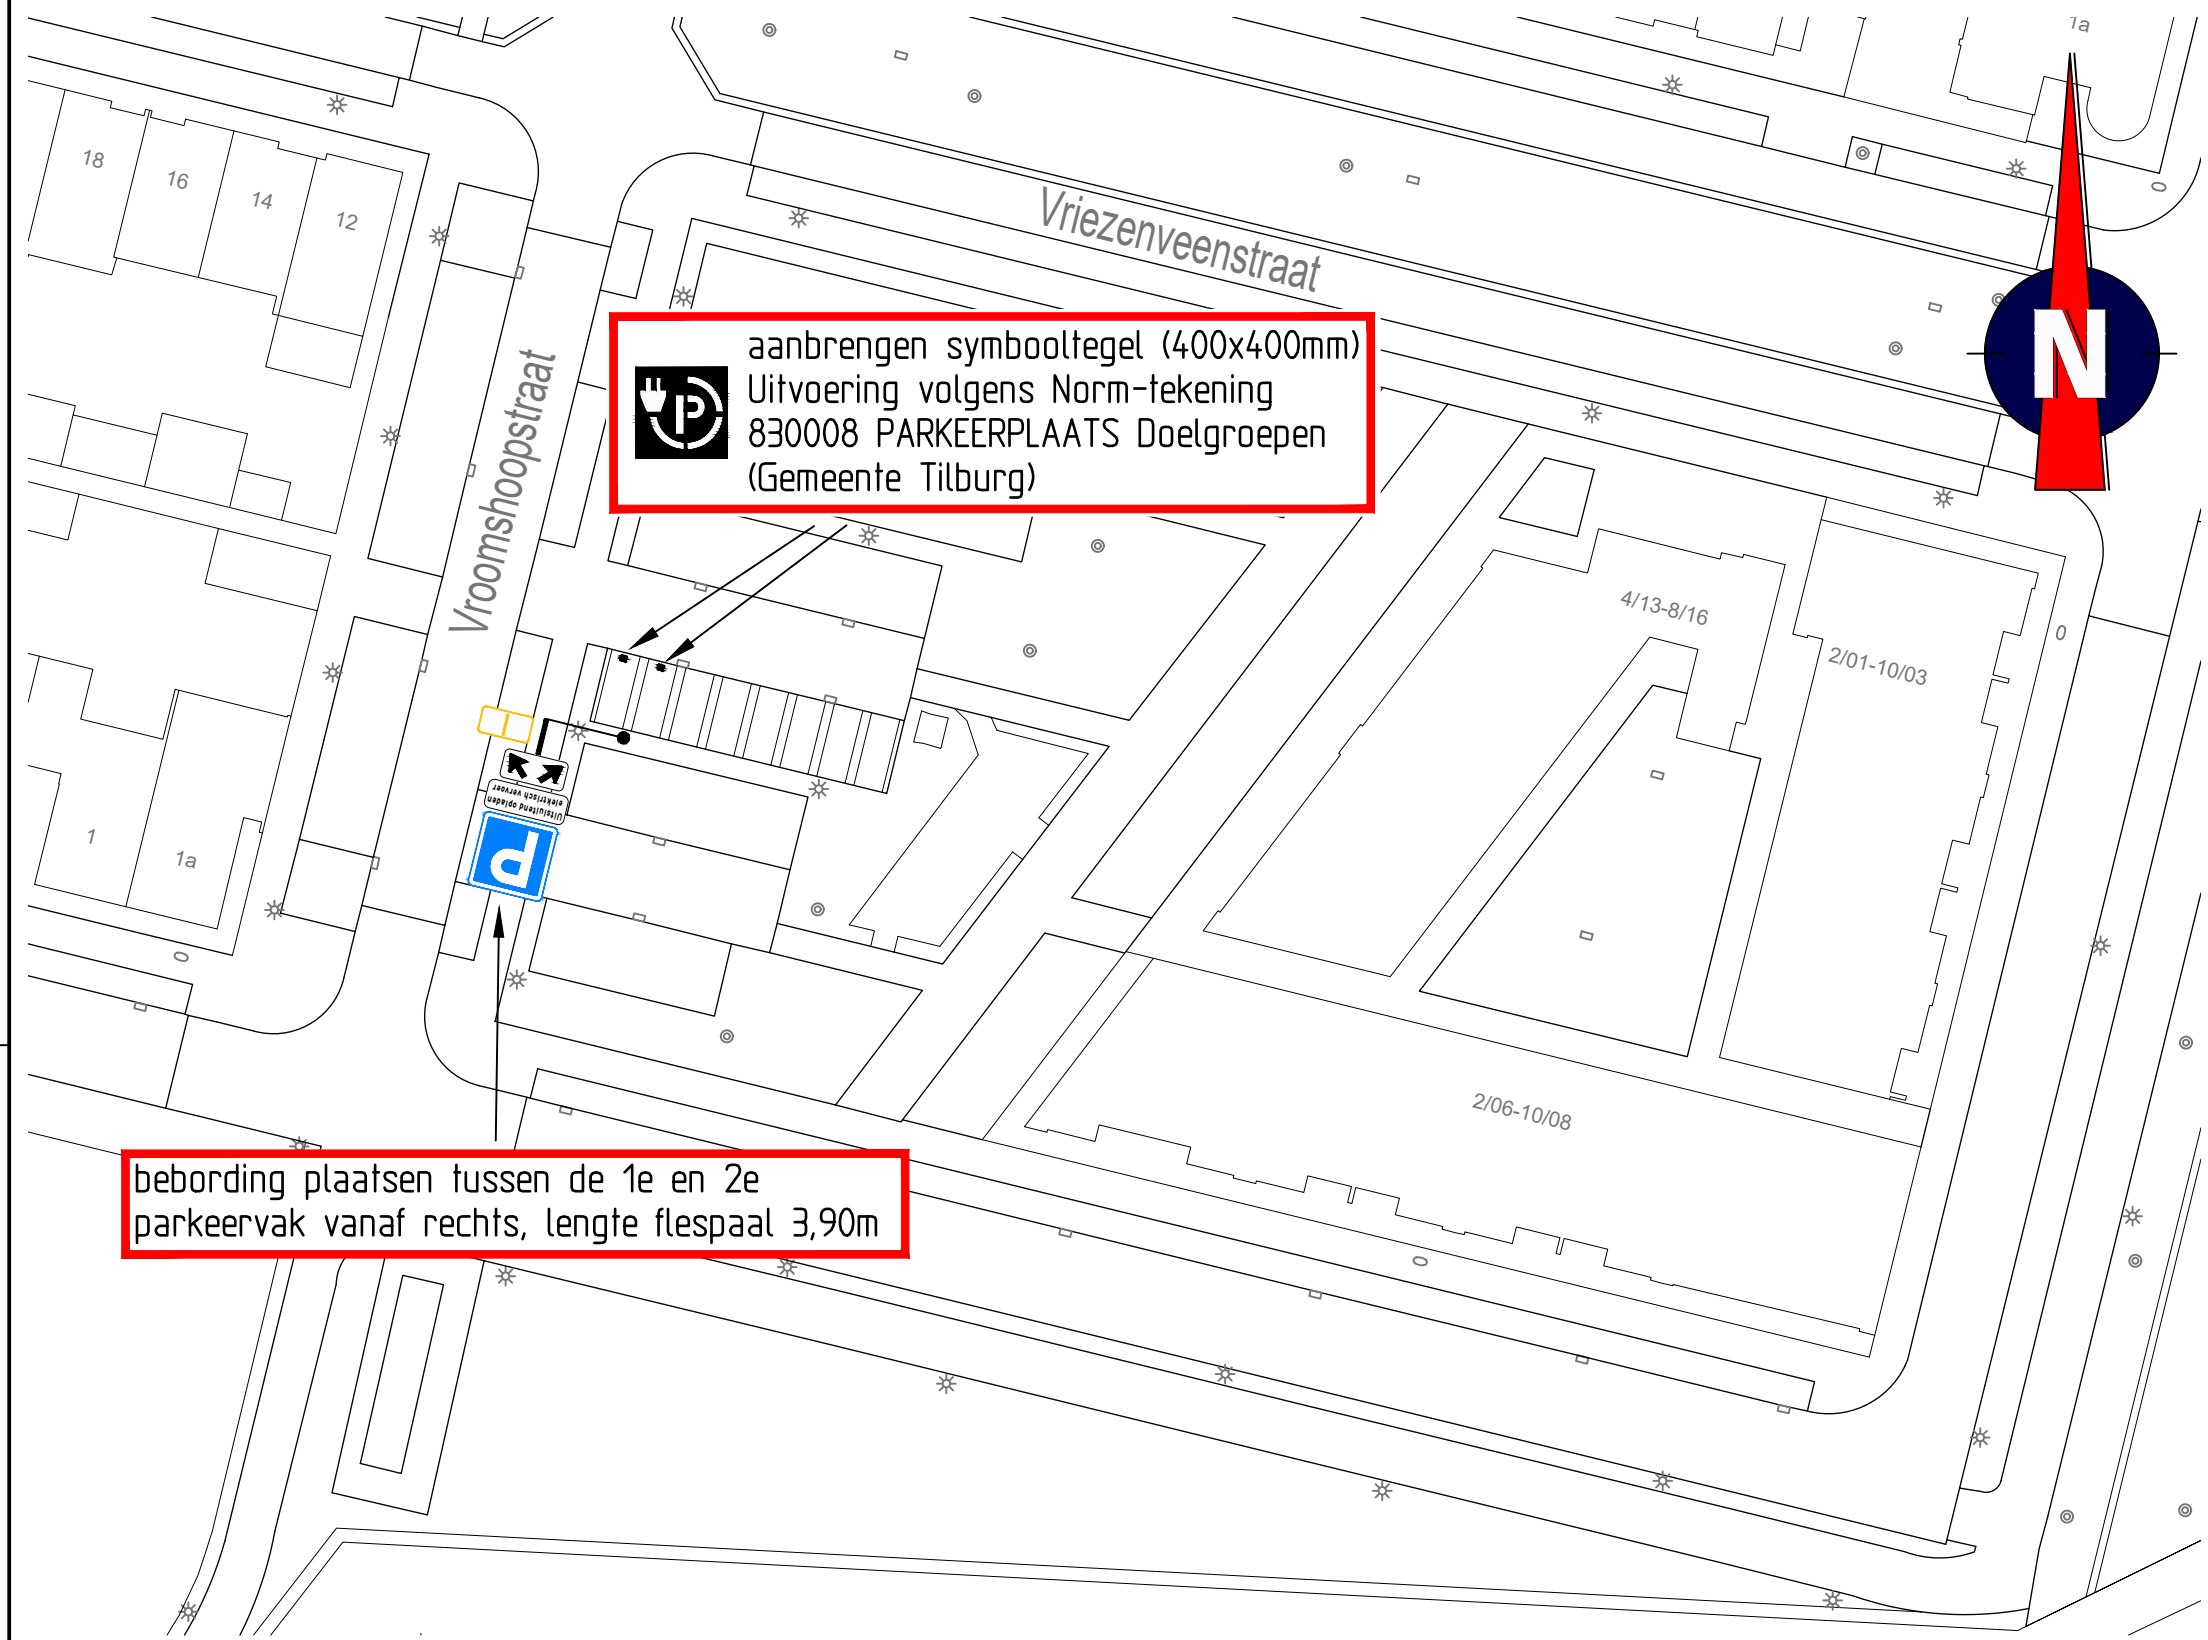 1a
18
16
14
12
Vriezenveenstraat
N
Vroomshoopstraat
P
aanbrengen symbooltegel (400x400mm)
Uitvoering volgens Norm-tekening
830008 PARKEERPLAATS Doelgroepen
(Gemeente Tilburg)
4/13-8/16
2/01-10/03
Uitsluitend opladen
elektrisch vervoer
P
1
1a
2/06-10/08
bebording plaatsen tussen de 1e en 2e
parkeervak vanaf rechts, lengte flespaal 3,90m